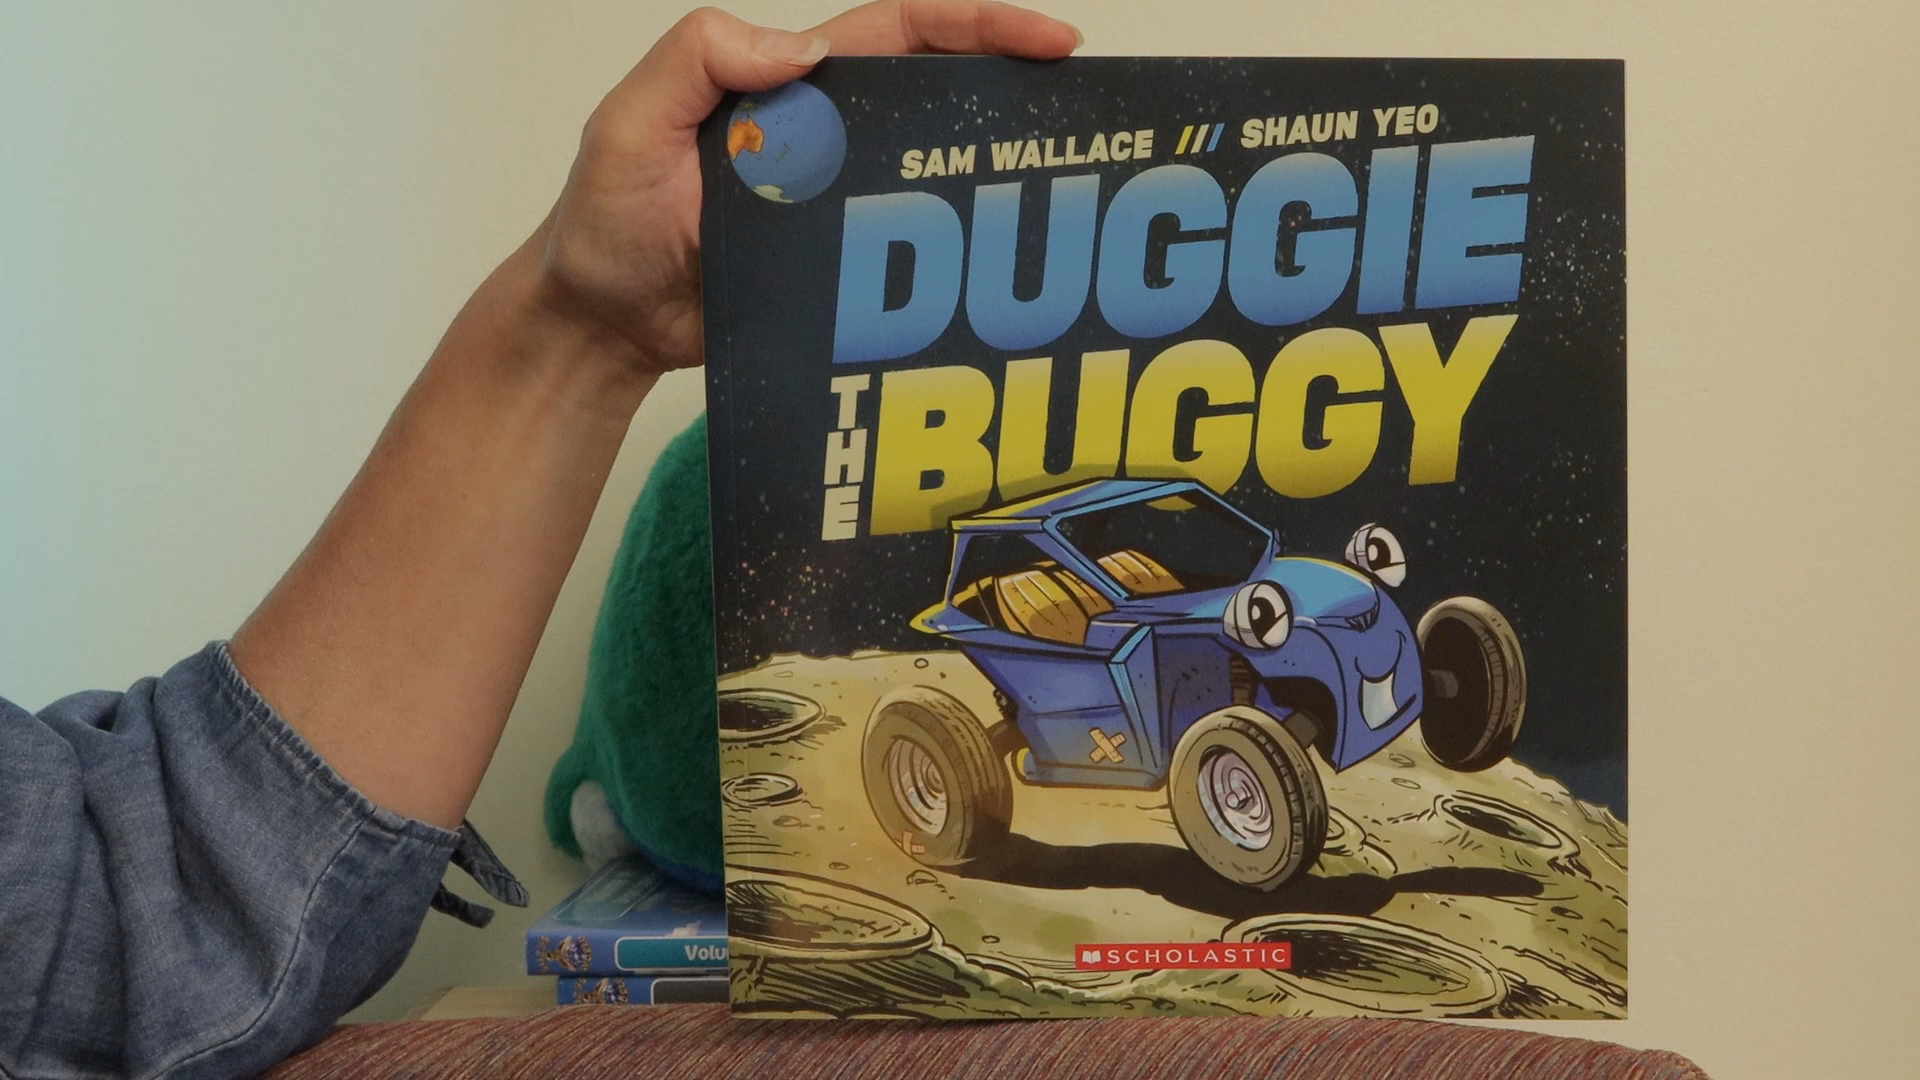 SAM WALLACE /// SHAUN YEO
DUGGIE
THE
BUGGY
SCHOLASTIC